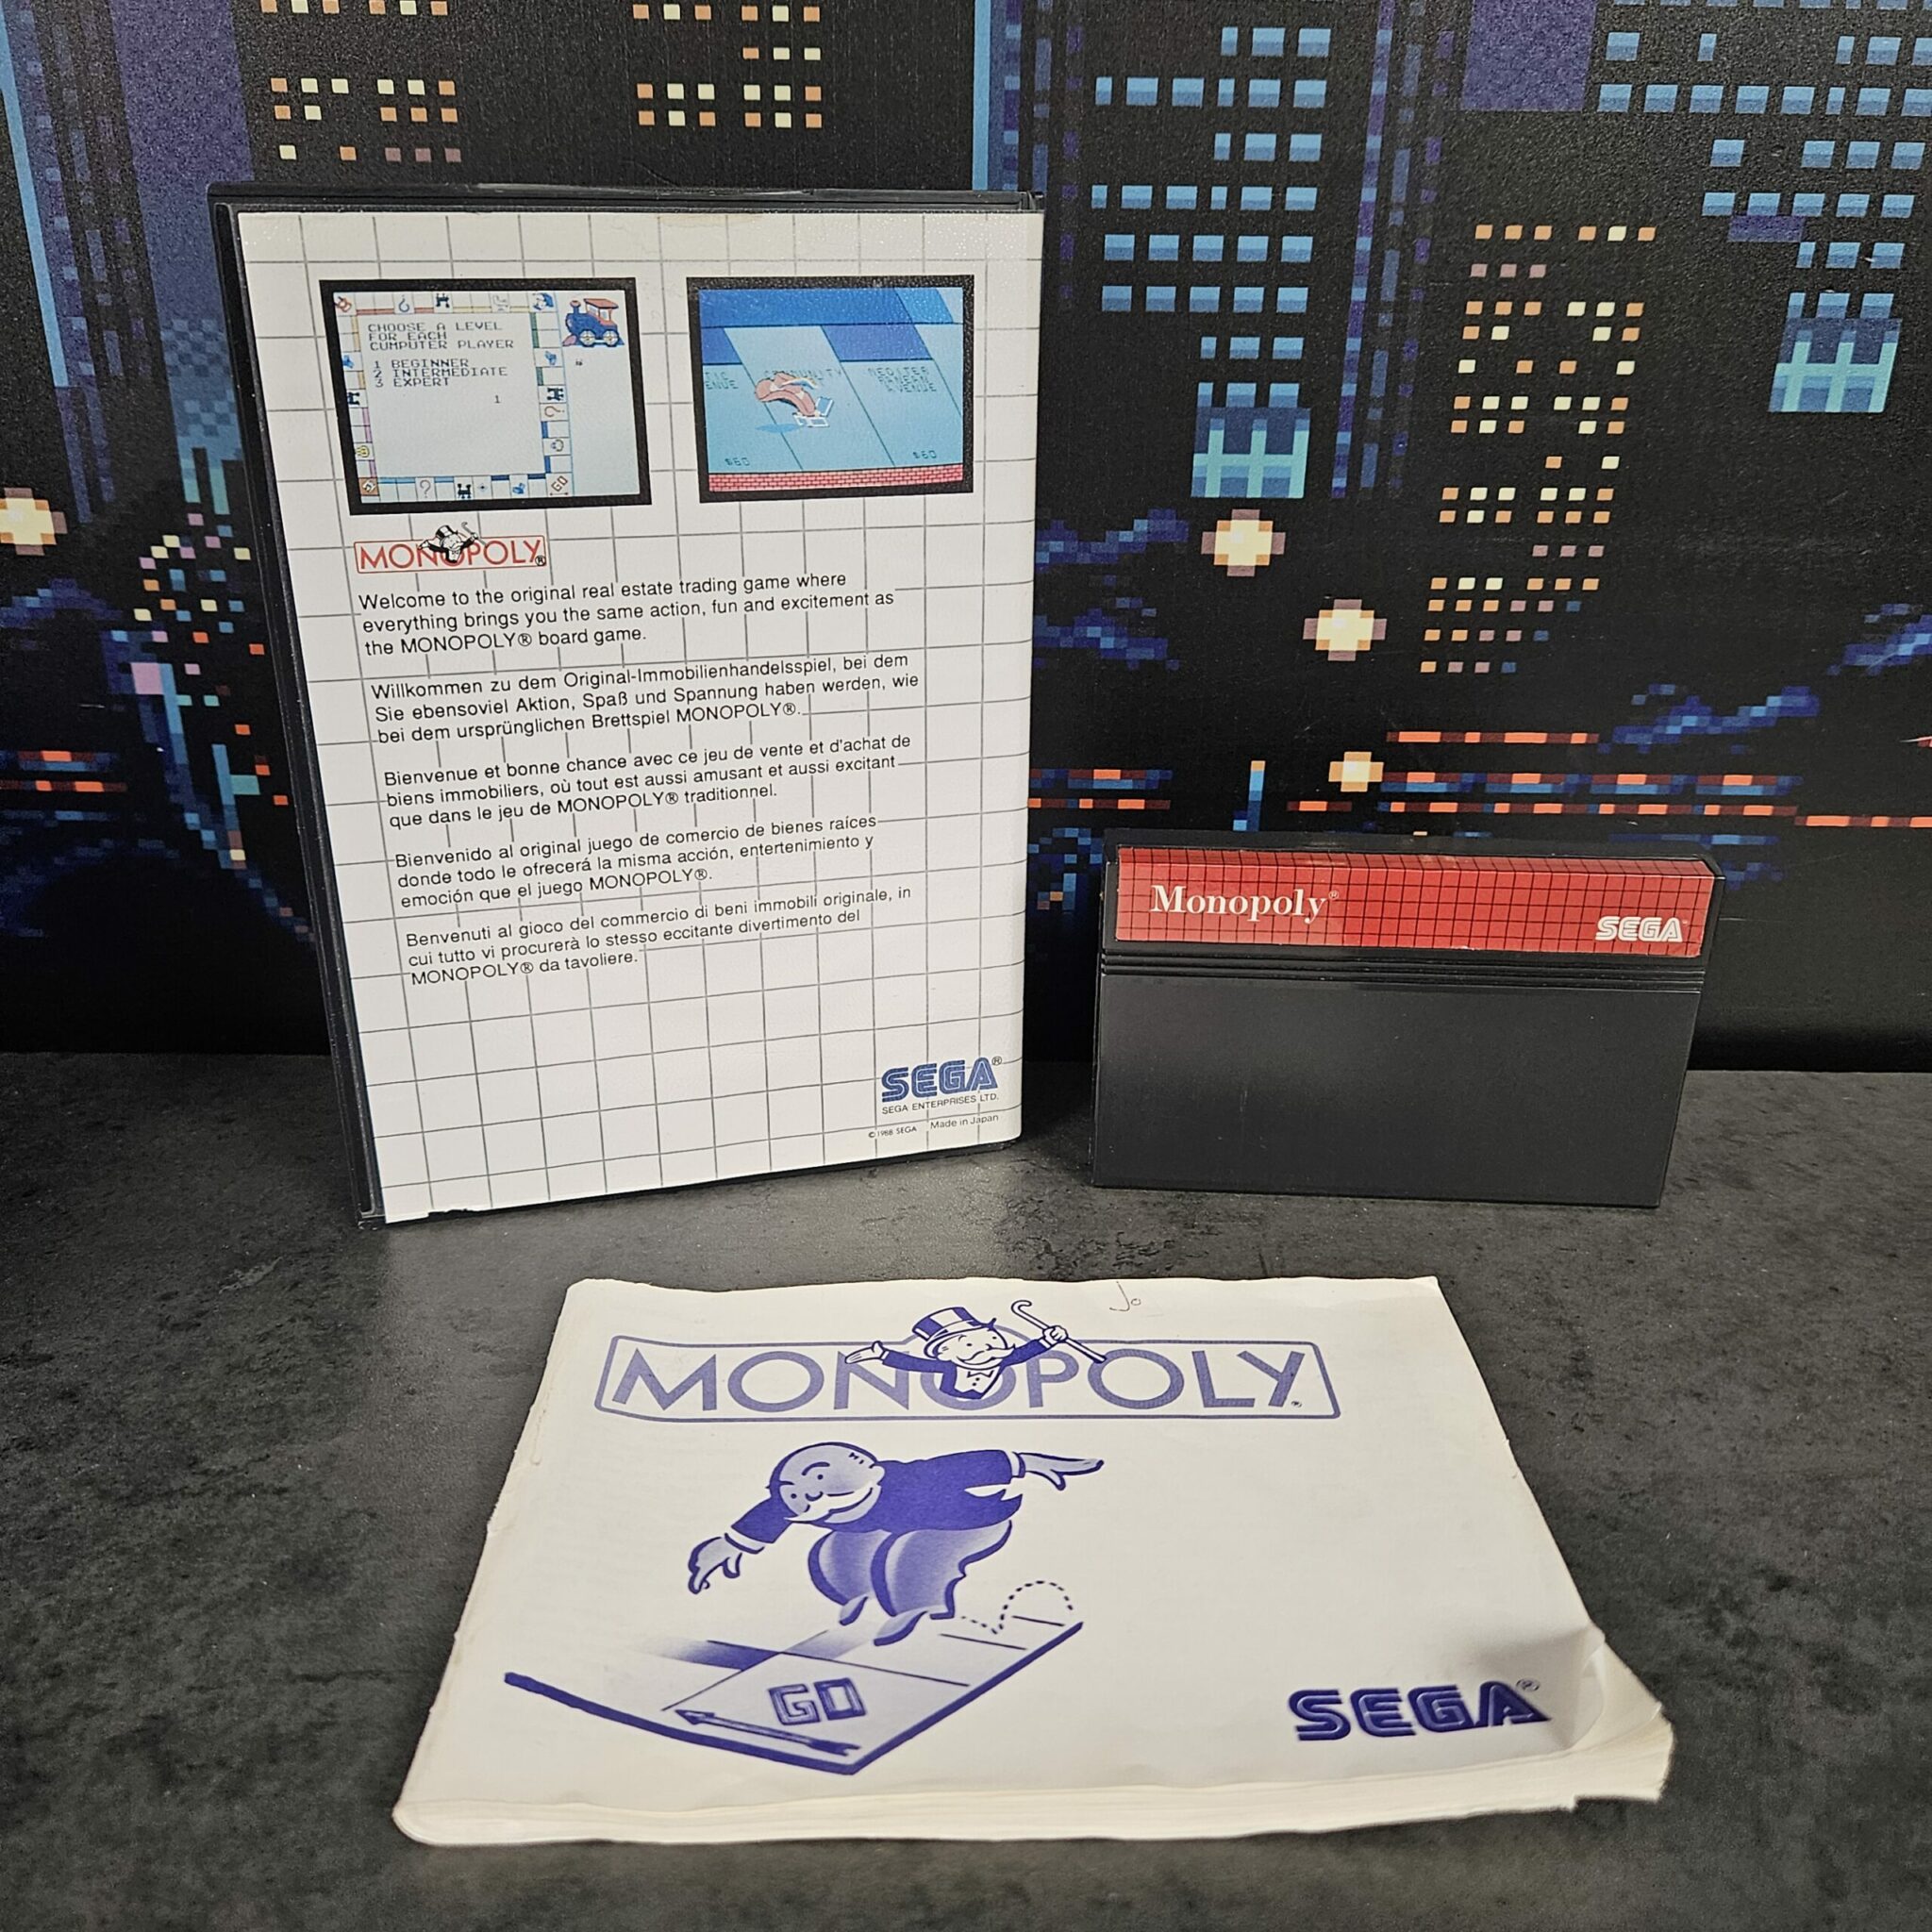 CHOOSE A LEVEL
FOR EACH
CUMPUTER PLAYER
1 BEGINNER
2 INTERMEDIATE
3 EXPERT
1
GO
ENUE
AVENUE
$60
$60
MONOPOLY®
Welcome to the original real estate trading game where
everything brings you the same action, fun and excitement as
the MONOPOLY® board game.
Willkommen zu dem Original-Immobilienhandelsspiel, bei dem
Sie ebensoviel Aktion, Spaß und Spannung haben werden, wie
bei dem ursprünglichen Brettspiel MONOPOLY®.
Bienvenue et bonne chance avec ce jeu de vente et d'achat de
biens immobiliers, où tout est aussi amusant et aussi excitant
que dans le jeu de MONOPOLY® traditionnel.
Bienvenido al original juego de comercio de bienes raíces
donde todo le ofrecerá la misma acción, entertenimiento y
emoción que el juego MONOPOLY®.
Benvenuti al gioco del commercio di beni immobili originale, in
cui tutto vi procurerà lo stesso eccitante divertimento del
MONOPOLY® da tavoliere.
SEGA®
SEGA ENTERPRISES LTD.
© 1988 SEGA Made in Japan
Monopoly®
SEGA
Jo
MONOPOLY®
GO
SEGA®